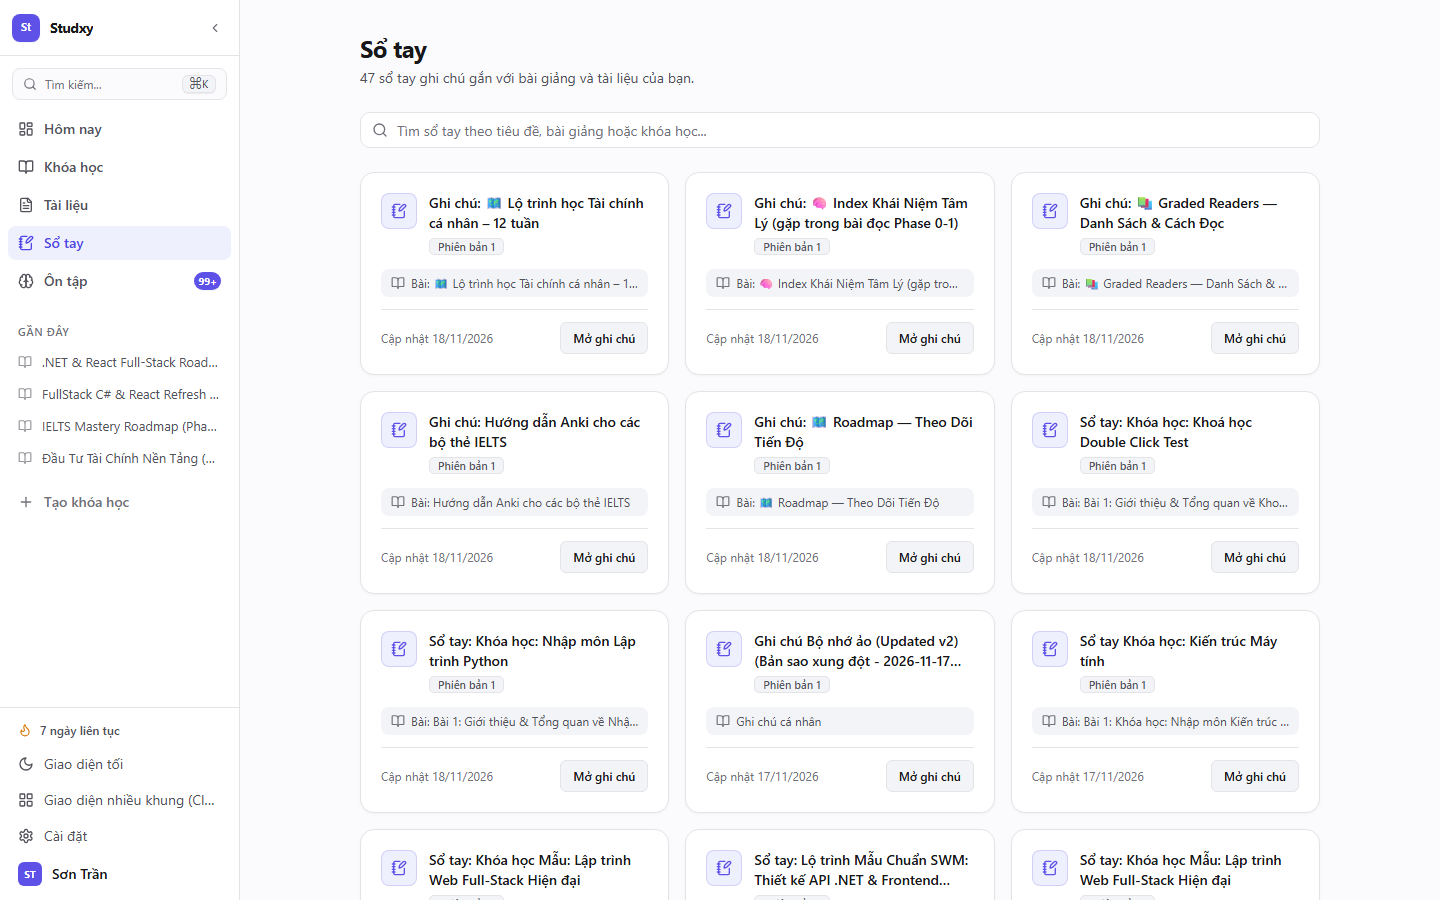 St Studxy
Tìm kiếm... ⌘K
Hôm nay
Khóa học
Tài liệu
Sổ tay
Ôn tập 99+
GẦN ĐÂY
.NET & React Full-Stack Road...
FullStack C# & React Refresh ...
IELTS Mastery Roadmap (Pha...
Đầu Tư Tài Chính Nền Tảng (...
Tạo khóa học
7 ngày liên tục
Giao diện tối
Giao diện nhiều khung (Cl...
Cài đặt
ST Sơn Trần
Sổ tay
47 sổ tay ghi chú gắn với bài giảng và tài liệu của bạn.
Tìm sổ tay theo tiêu đề, bài giảng hoặc khóa học...
Ghi chú: 🗺️ Lộ trình học Tài chính
cá nhân – 12 tuần
Phiên bản 1
Bài: 🗺️ Lộ trình học Tài chính cá nhân – 1...
Cập nhật 18/11/2026 Mở ghi chú
Ghi chú: 🧠 Index Khái Niệm Tâm
Lý (gặp trong bài đọc Phase 0-1)
Phiên bản 1
Bài: 🧠 Index Khái Niệm Tâm Lý (gặp tro...
Cập nhật 18/11/2026 Mở ghi chú
Ghi chú: 📚 Graded Readers —
Danh Sách & Cách Đọc
Phiên bản 1
Bài: 📚 Graded Readers — Danh Sách & ...
Cập nhật 18/11/2026 Mở ghi chú
Ghi chú: Hướng dẫn Anki cho các
bộ thẻ IELTS
Phiên bản 1
Bài: Hướng dẫn Anki cho các bộ thẻ IELTS
Cập nhật 18/11/2026 Mở ghi chú
Ghi chú: 🗺️ Roadmap — Theo Dõi
Tiến Độ
Phiên bản 1
Bài: 🗺️ Roadmap — Theo Dõi Tiến Độ
Cập nhật 18/11/2026 Mở ghi chú
Sổ tay: Khóa học: Khoá học
Double Click Test
Phiên bản 1
Bài: Bài 1: Giới thiệu & Tổng quan về Kho...
Cập nhật 18/11/2026 Mở ghi chú
Sổ tay: Khóa học: Nhập môn Lập
trình Python
Phiên bản 1
Bài: Bài 1: Giới thiệu & Tổng quan về Nhậ...
Cập nhật 18/11/2026 Mở ghi chú
Ghi chú Bộ nhớ ảo (Updated v2)
(Bản sao xung đột - 2026-11-17...
Phiên bản 1
Ghi chú cá nhân
Cập nhật 17/11/2026 Mở ghi chú
Sổ tay Khóa học: Kiến trúc Máy
tính
Phiên bản 1
Bài: Bài 1: Khóa học: Nhập môn Kiến trúc ...
Cập nhật 17/11/2026 Mở ghi chú
Sổ tay: Khóa học Mẫu: Lập trình
Web Full-Stack Hiện đại
Sổ tay: Lộ trình Mẫu Chuẩn SWM:
Thiết kế API .NET & Frontend...
Sổ tay: Khóa học Mẫu: Lập trình
Web Full-Stack Hiện đại